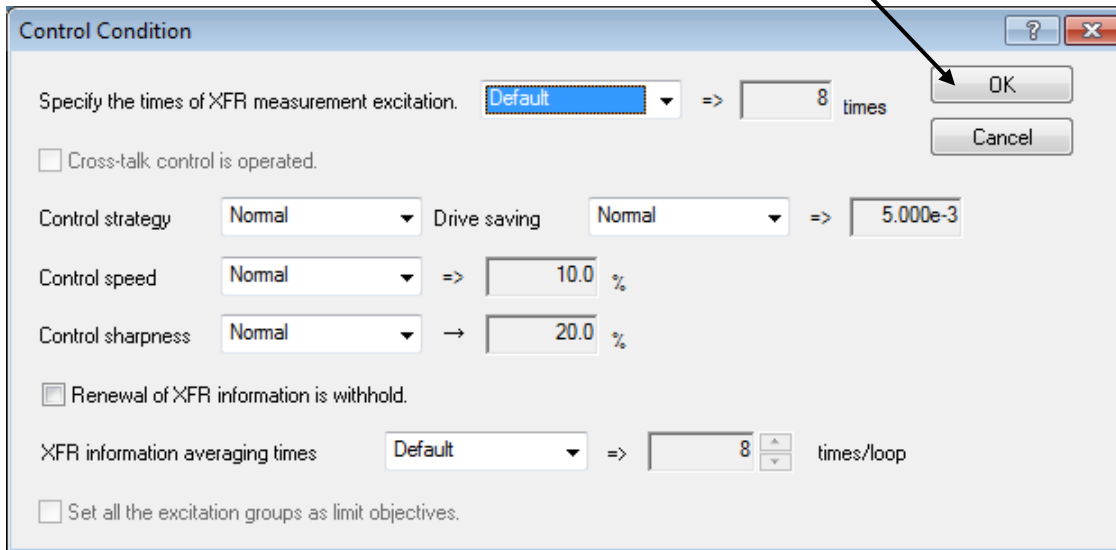 Control Condition
Specify the times of XFR measurement excitation. Default => 8 times OK
Cancel
Cross-talk control is operated.
Control strategy Normal Drive saving Normal => 5.000e-3
Control speed Normal => 10.0 %
Control sharpness Normal → 20.0 %
Renewal of XFR information is withhold.
XFR information averaging times Default => 8 times/loop
Set all the excitation groups as limit objectives.